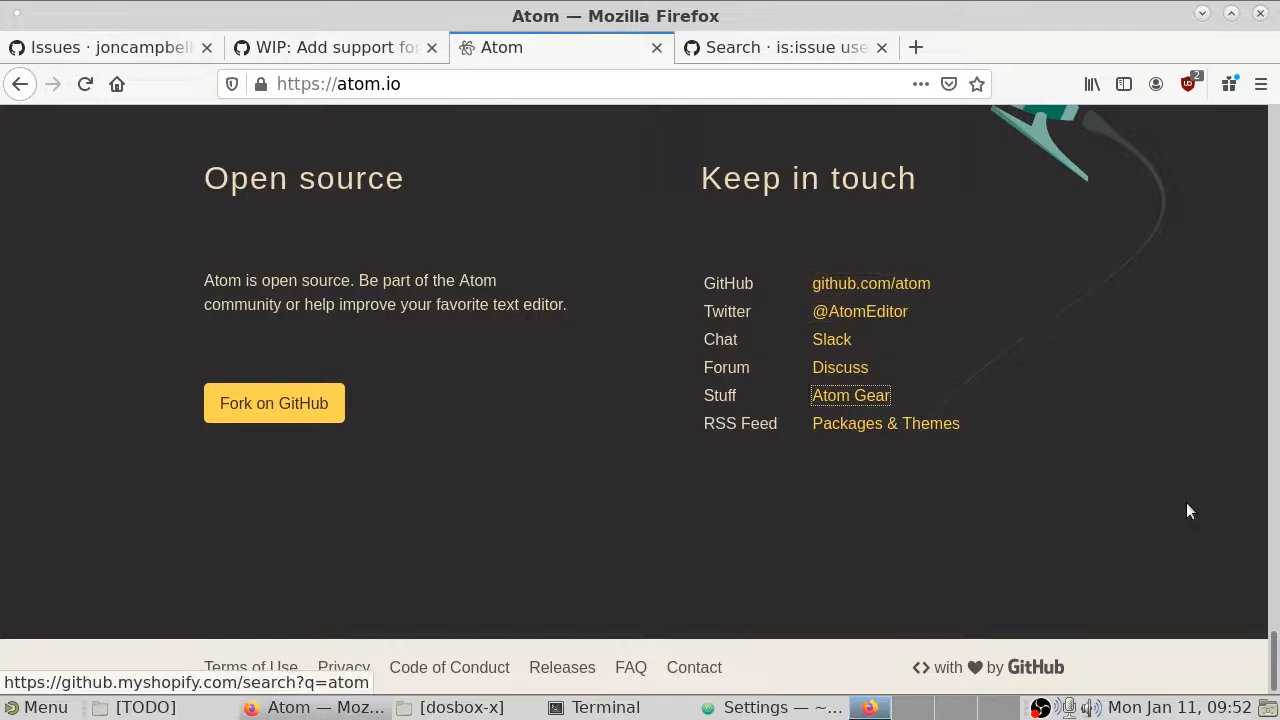 Atom — Mozilla Firefox
Issues · joncampbell
WIP: Add support for
Atom
Search · is:issue use
https://atom.io
2
Open source
Keep in touch
Atom is open source. Be part of the Atom
community or help improve your favorite text editor.
Fork on GitHub
GitHub github.com/atom
Twitter @AtomEditor
Chat Slack
Forum Discuss
Stuff Atom Gear
RSS Feed Packages & Themes
Terms of Use Privacy Code of Conduct Releases FAQ Contact
with by GitHub
https://github.myshopify.com/search?q=atom
Menu [TODO] Atom — Moz... [dosbox-x] Terminal Settings — ~... Mon Jan 11, 09:52